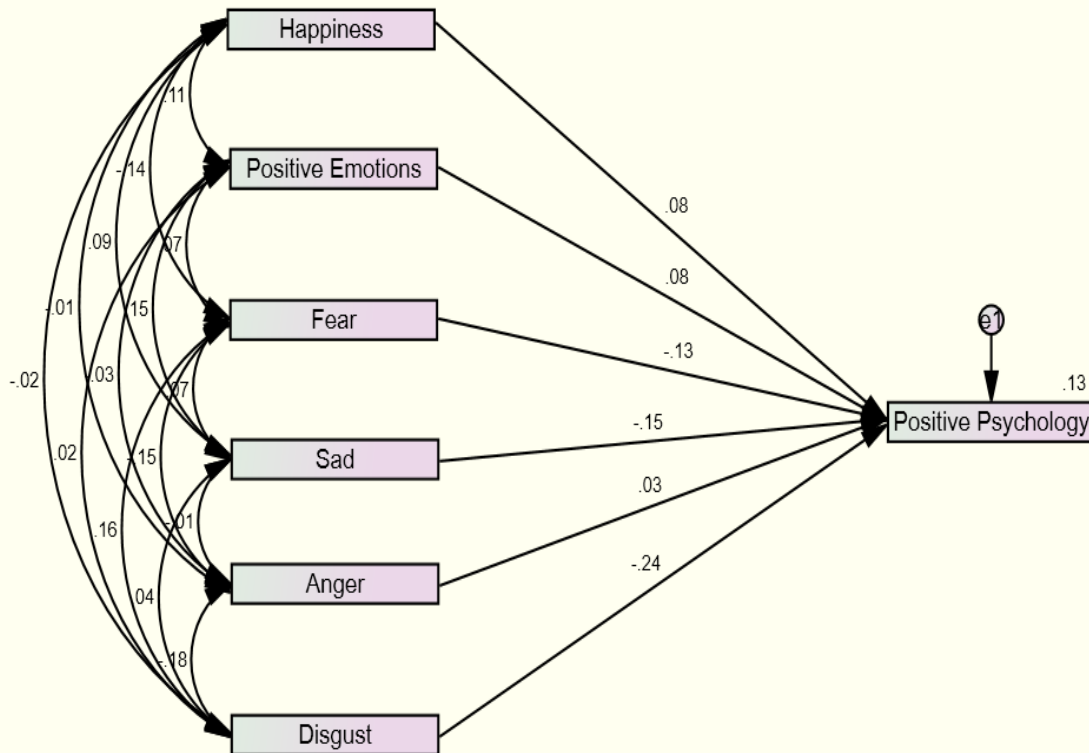 Happiness
.11
Positive Emotions
-.14
.08
.09
.07
.08
-.01
.15
Fear
e1
-.13
-.02
.03
.07
.13
Positive Psychology
-.15
.02
-.15
Sad
.03
.16
-.01
-.24
Anger
.04
-.18
Disgust